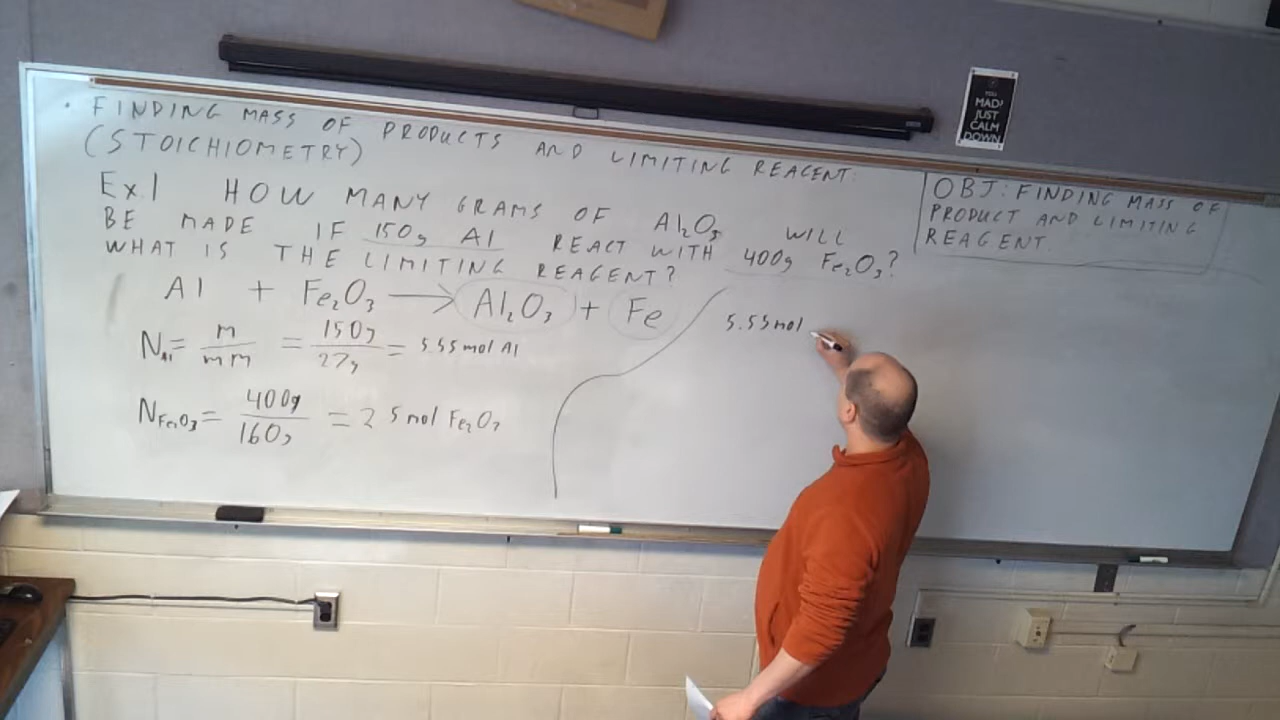 • FINDING MASS OF PRODUCTS AND LIMITING REAGENT:
(STOICHIOMETRY)
Ex.1 HOW MANY GRAMS OF Al₂O₃ WILL
BE MADE IF 150g Al REACT WITH 400g Fe₂O₃?
WHAT IS THE LIMITING REAGENT?
Al + Fe₂O₃ → Al₂O₃ + Fe
N_Al = m/mm = 150g/27g = 5.55 mol Al
N_Fe₂O₃ = 400g/160g = 2.5 mol Fe₂O₃
5.55 mol
OBJ: FINDING MASS OF
PRODUCT AND LIMITING
REAGENT.
YOU
MAD?
JUST
CALM
DOWN